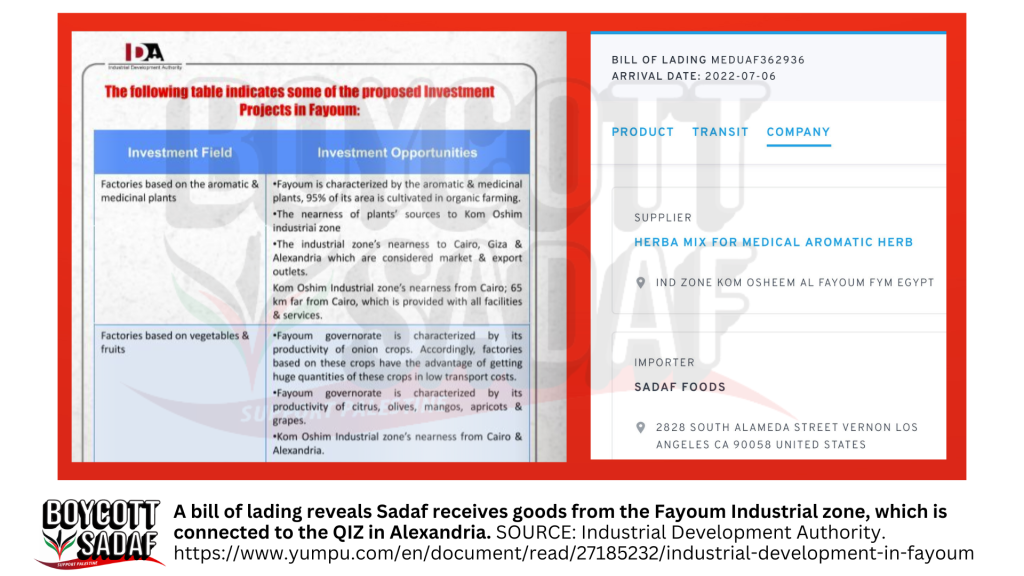 IDA
Industrial Development Authority
The following table indicates some of the proposed Investment
Projects in Fayoum:
Investment Field
Investment Opportunities
Factories based on the aromatic &
medicinal plants
•Fayoum is characterized by the aromatic & medicinal
plants, 95% of its area is cultivated in organic farming.
•The nearness of plants' sources to Kom Oshim
industrial zone
•The industrial zone's nearness to Cairo, Giza &
Alexandria which are considered market & export
outlets.
Kom Oshim Industrial zone's nearness from Cairo; 65
km far from Cairo, which is provided with all facilities
& services.
Factories based on vegetables &
fruits
•Fayoum governorate is characterized by its
productivity of onion crops. Accordingly, factories
based on these crops have the advantage of getting
huge quantities of these crops in low transport costs.
•Fayoum governorate is characterized by its
productivity of citrus, olives, mangos, apricots &
grapes.
•Kom Oshim Industrial zone's nearness from Cairo &
Alexandria.
BILL OF LADING MEDUAF362936
ARRIVAL DATE: 2022-07-06
PRODUCT TRANSIT COMPANY
SUPPLIER
HERBA MIX FOR MEDICAL AROMATIC HERB
IND ZONE KOM OSHEEM AL FAYOUM FYM EGYPT
IMPORTER
SADAF FOODS
2828 SOUTH ALAMEDA STREET VERNON LOS
ANGELES CA 90058 UNITED STATES
BOYCOTT
SADAF
SUPPORT PALESTINE
BOYCOTT
SADAF
SUPPORT PALESTINE
A bill of lading reveals Sadaf receives goods from the Fayoum Industrial zone, which is
connected to the QIZ in Alexandria. SOURCE: Industrial Development Authority.
https://www.yumpu.com/en/document/read/27185232/industrial-development-in-fayoum